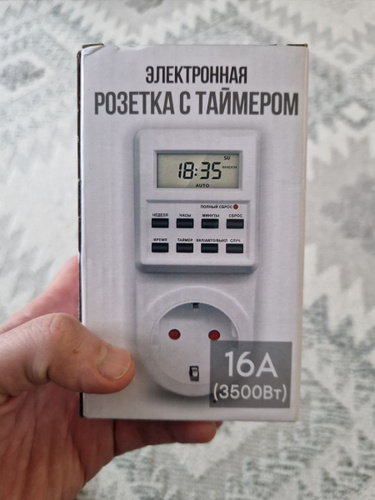 ЭЛЕКТРОННАЯ
РОЗЕТКА С ТАЙМЕРОМ
SU
18:35
AUTO
ПОЛНЫЙ СБРОС
НЕДЕЛЯ ЧАСЫ МИНУТЫ СБРОС
ВРЕМЯ ТАЙМЕР ВКЛ/АВТО/ВЫКЛ СЛУЧ.
16А
(3500Вт)